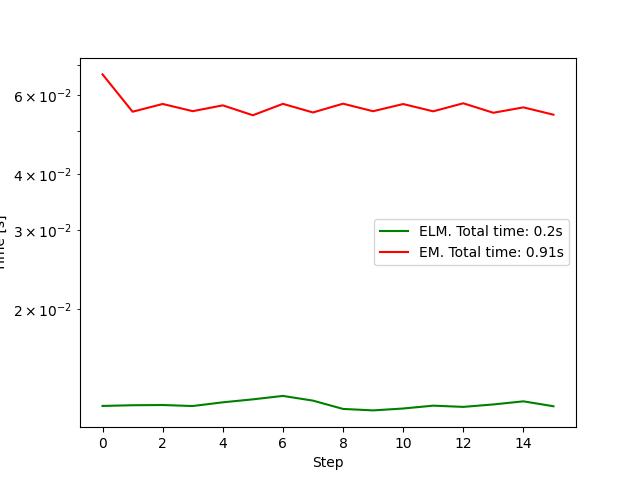 6 × 10⁻²
4 × 10⁻²
3 × 10⁻²
2 × 10⁻²
Time [s]
ELM. Total time: 0.2s
EM. Total time: 0.91s
0 2 4 6 8 10 12 14
Step